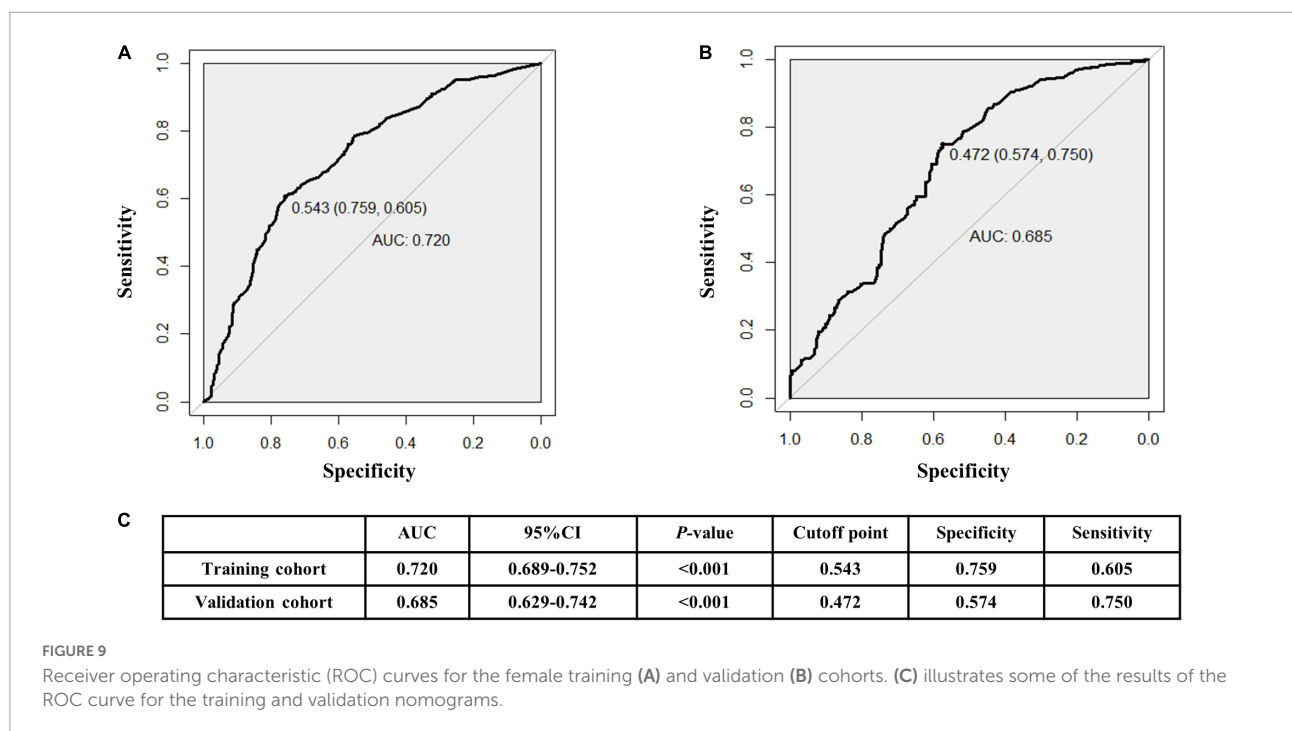 A
1.0
0.8
0.6
0.4
0.2
0.0
Sensitivity
0.543 (0.759, 0.605)
AUC: 0.720
1.0 0.8 0.6 0.4 0.2 0.0
Specificity
B
1.0
0.8
0.6
0.4
0.2
0.0
Sensitivity
0.472 (0.574, 0.750)
AUC: 0.685
1.0 0.8 0.6 0.4 0.2 0.0
Specificity
C
AUC 95%CI P-value Cutoff point Specificity Sensitivity
Training cohort 0.720 0.689-0.752 <0.001 0.543 0.759 0.605
Validation cohort 0.685 0.629-0.742 <0.001 0.472 0.574 0.750
FIGURE 9
Receiver operating characteristic (ROC) curves for the female training (A) and validation (B) cohorts. (C) illustrates some of the results of the
ROC curve for the training and validation nomograms.